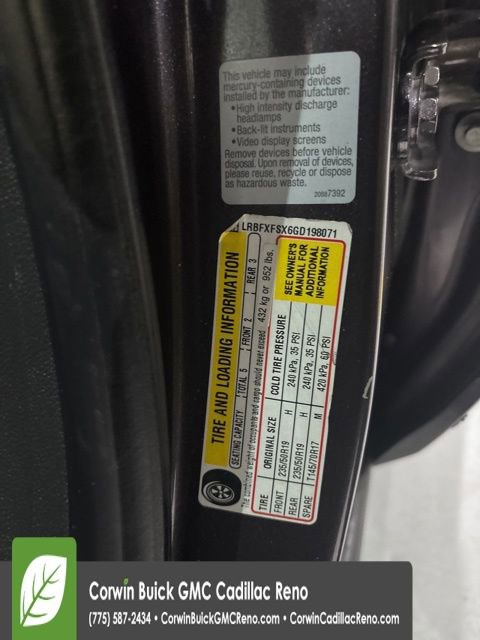 This vehicle may include
mercury-containing devices
installed by the manufacturer:
• High intensity discharge
headlamps
• Back-lit instruments
• Video display screens
Remove devices before vehicle
disposal. Upon removal of devices,
please reuse, recycle or dispose
as hazardous waste.
20887392
LRBFXFSX6GD198071
TIRE AND LOADING INFORMATION
SEATING CAPACITY TOTAL 5 FRONT 2 REAR 3
The combined weight of occupants and cargo should never exceed 432 kg or 952 lbs.
TIRE ORIGINAL SIZE COLD TIRE PRESSURE
FRONT 235/50R19 H 240 kPa, 35 PSI
REAR 235/50R19 H 240 kPa, 35 PSI
SPARE T145/70R17 M 420 kPa, 60 PSI
SEE OWNER'S
MANUAL FOR
ADDITIONAL
INFORMATION
Corwin Buick GMC Cadillac Reno
(775) 587-2434 • CorwinBuickGMCReno.com • CorwinCadillacReno.com